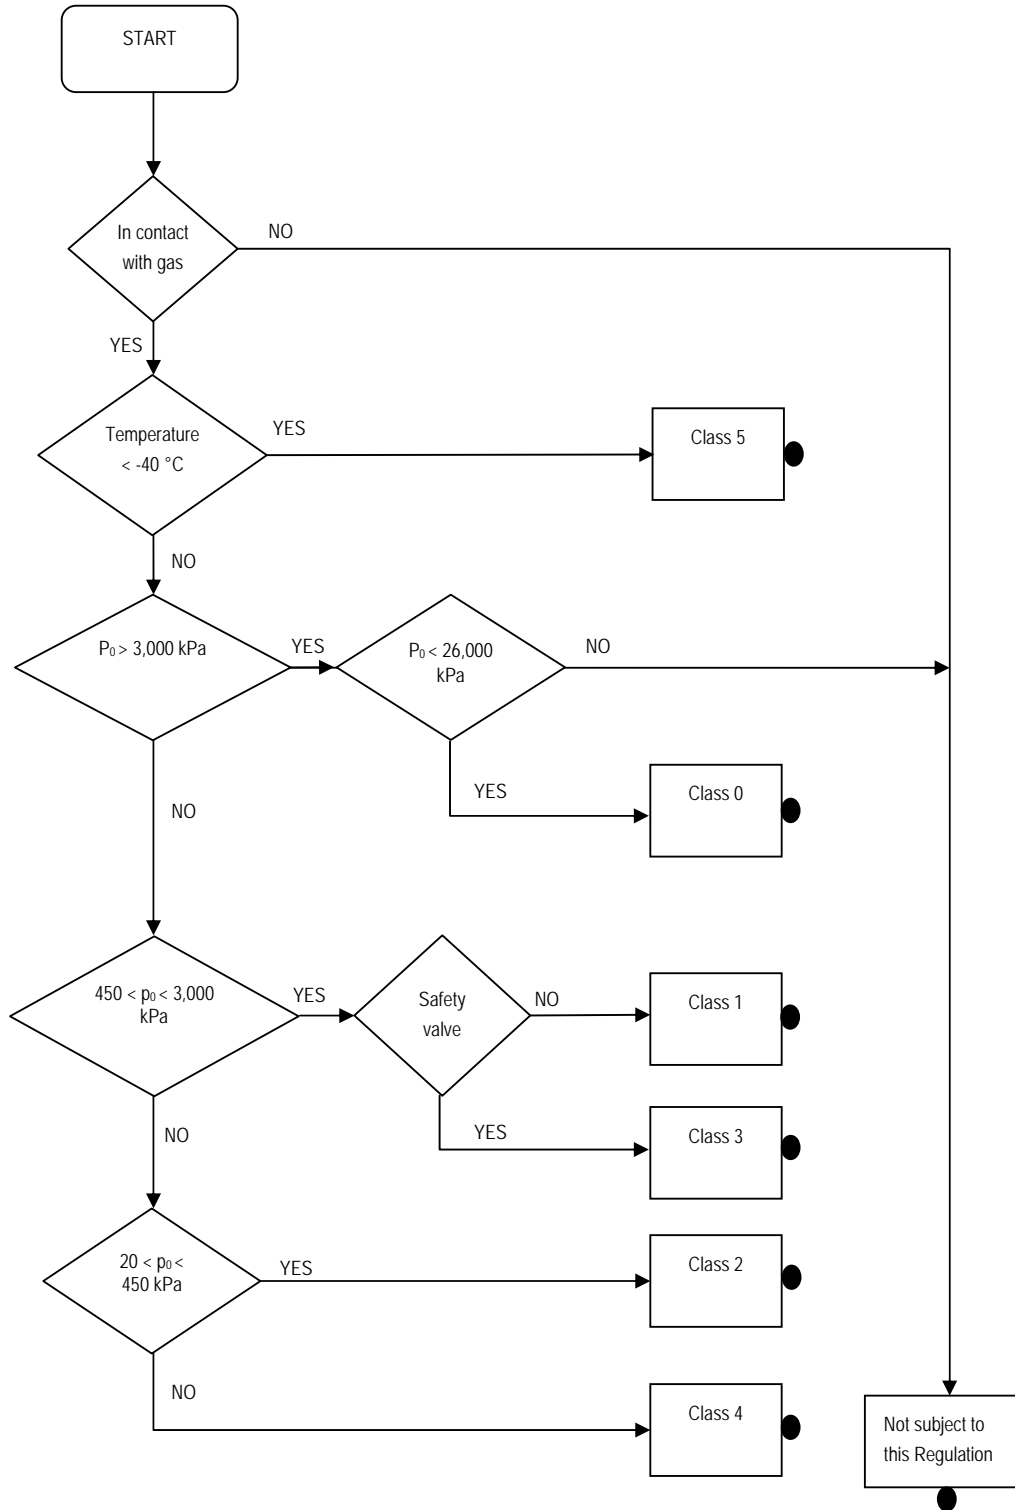 START
In contact
with gas
NO
YES
Temperature
< -40 °C
YES
Class 5
NO
P₀ > 3,000 kPa
YES
P₀ < 26,000
kPa
NO
YES
Class 0
NO
450 < p₀ < 3,000
kPa
YES
Safety
valve
NO
Class 1
YES
Class 3
NO
20 < p₀ <
450 kPa
YES
Class 2
NO
Class 4
Not subject to
this Regulation